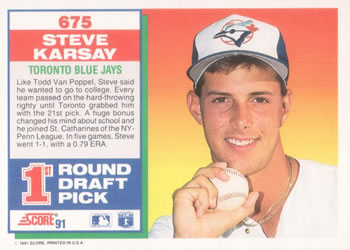 675
STEVE
KARSAY
TORONTO BLUE JAYS
Like Todd Van Poppel, Steve said
he wanted to go to college. Every
team passed on the hard-throwing
righty until Toronto grabbed him
with the 21st pick. A huge bonus
changed his mind about school and
he joined St. Catharines of the NY-
Penn League. In five games, Steve
went 1-1, with a 0.79 ERA.
1ST ROUND
DRAFT
PICK
SCORE 91
© 1991 SCORE, PRINTED IN U.S.A.